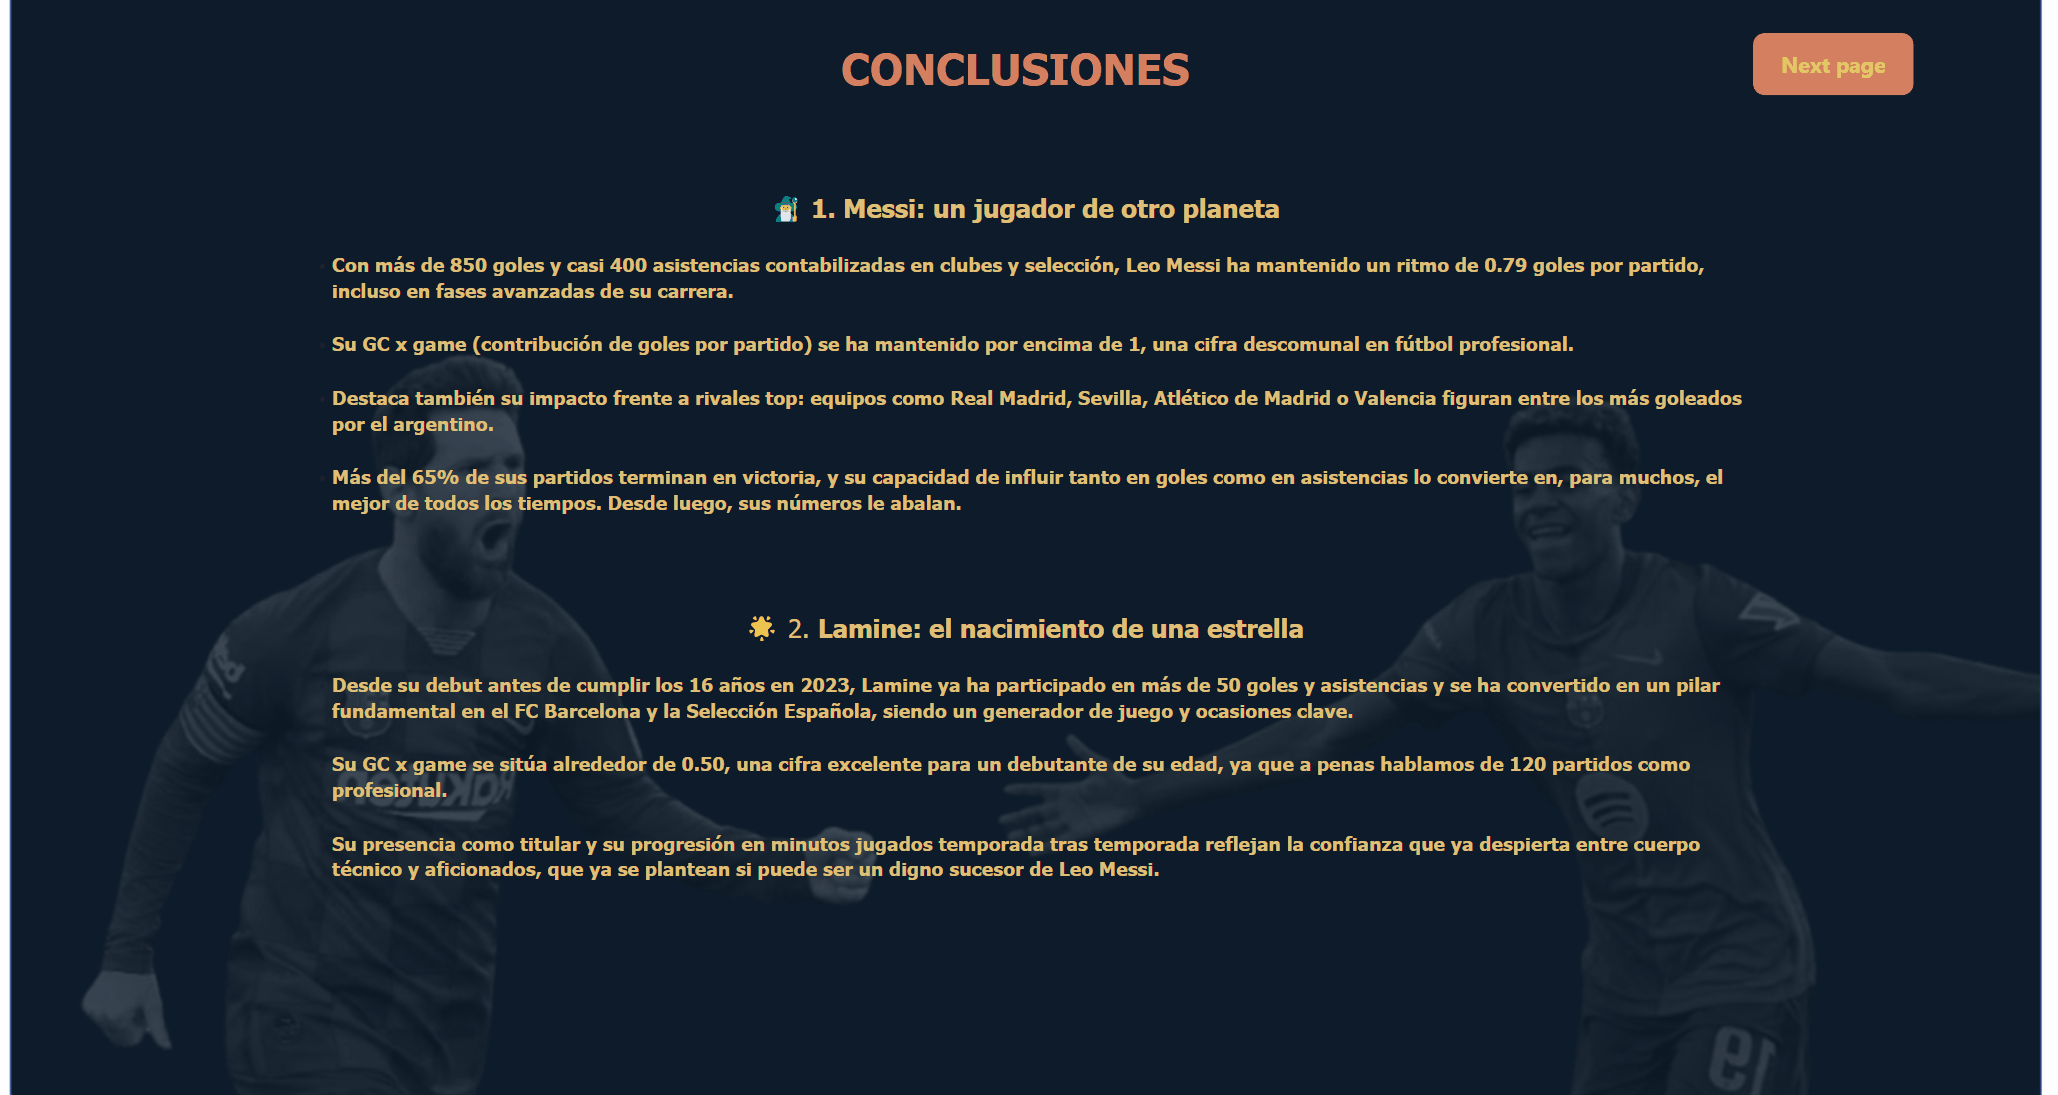 CONCLUSIONES
Next page
1. Messi: un jugador de otro planeta
Con más de 850 goles y casi 400 asistencias contabilizadas en clubes y selección, Leo Messi ha mantenido un ritmo de 0.79 goles por partido,
incluso en fases avanzadas de su carrera.
Su GC x game (contribución de goles por partido) se ha mantenido por encima de 1, una cifra descomunal en fútbol profesional.
Destaca también su impacto frente a rivales top: equipos como Real Madrid, Sevilla, Atlético de Madrid o Valencia figuran entre los más goleados
por el argentino.
Más del 65% de sus partidos terminan en victoria, y su capacidad de influir tanto en goles como en asistencias lo convierte en, para muchos, el
mejor de todos los tiempos. Desde luego, sus números le abalan.
2. Lamine: el nacimiento de una estrella
Desde su debut antes de cumplir los 16 años en 2023, Lamine ya ha participado en más de 50 goles y asistencias y se ha convertido en un pilar
fundamental en el FC Barcelona y la Selección Española, siendo un generador de juego y ocasiones clave.
Su GC x game se sitúa alrededor de 0.50, una cifra excelente para un debutante de su edad, ya que a penas hablamos de 120 partidos como
profesional.
Su presencia como titular y su progresión en minutos jugados temporada tras temporada reflejan la confianza que ya despierta entre cuerpo
técnico y aficionados, que ya se plantean si puede ser un digno sucesor de Leo Messi.
19